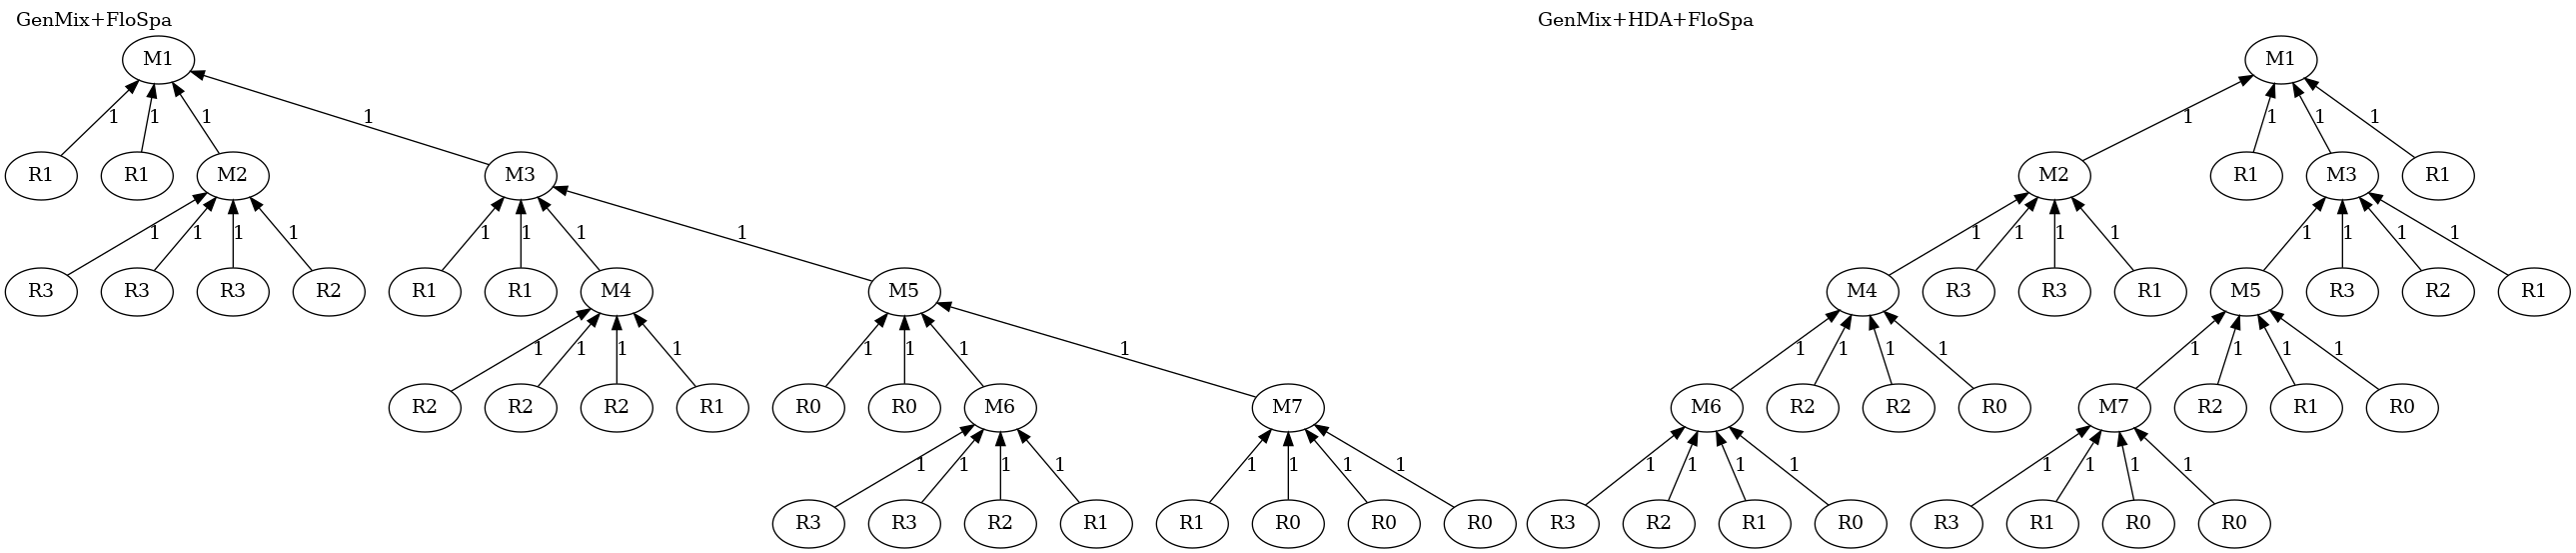 GenMix+FloSpa GenMix+HDA+FloSpa
M1 M1
1 1 1 1 1 1 1 1
R1 R1 M2 M3 M2 R1 M3 R1
1 1 1 1 1 1 1 1 1 1 1 1 1 1 1 1
R3 R3 R3 R2 R1 R1 M4 M5 M4 R3 R3 R1 M5 R3 R2 R1
1 1 1 1 1 1 1 1 1 1 1 1 1 1 1 1
R2 R2 R2 R1 R0 R0 M6 M7 M6 R2 R2 R0 M7 R2 R1 R0
1 1 1 1 1 1 1 1 1 1 1 1 1 1 1 1
R3 R3 R2 R1 R1 R0 R0 R0 R3 R2 R1 R0 R3 R1 R0 R0